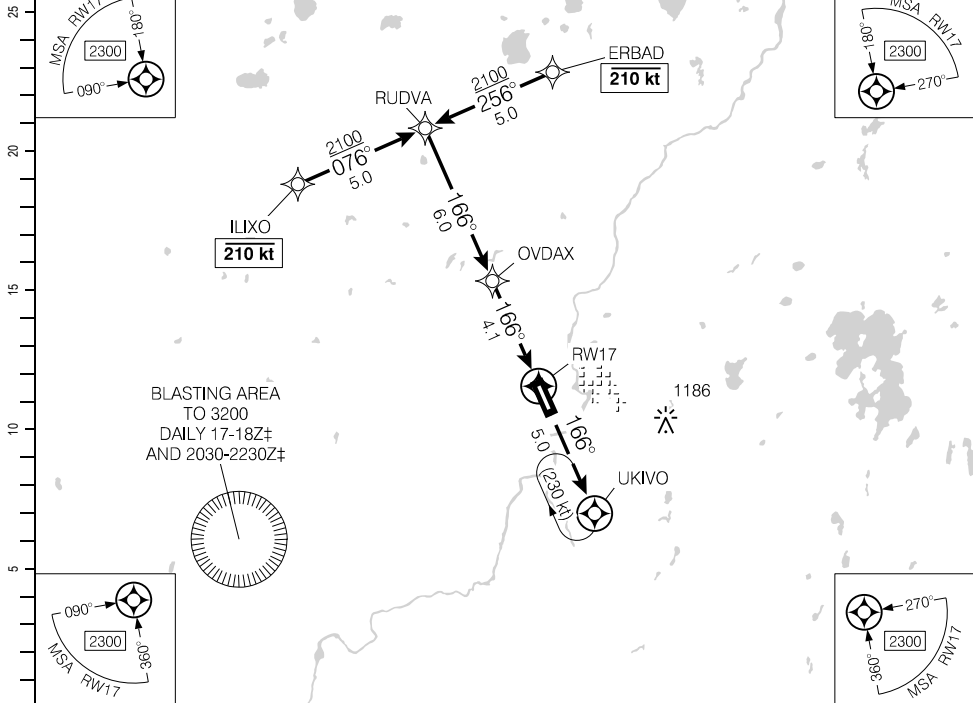 25
MSA RW17
180°
2300
090°
MSA RW17
180°
2300
270°
ERBAD
210 kt
2100
256°
5.0
RUDVA
20
2100
076°
5.0
ILIXO
210 kt
166°
6.0
OVDAX
15
166°
4.1
RW17
1186
BLASTING AREA
TO 3200
DAILY 17-18Z‡
AND 2030-2230Z‡
10
166°
5.0
(230 kt)
UKIVO
5
090°
2300
360°
MSA RW17
270°
2300
360°
MSA RW17